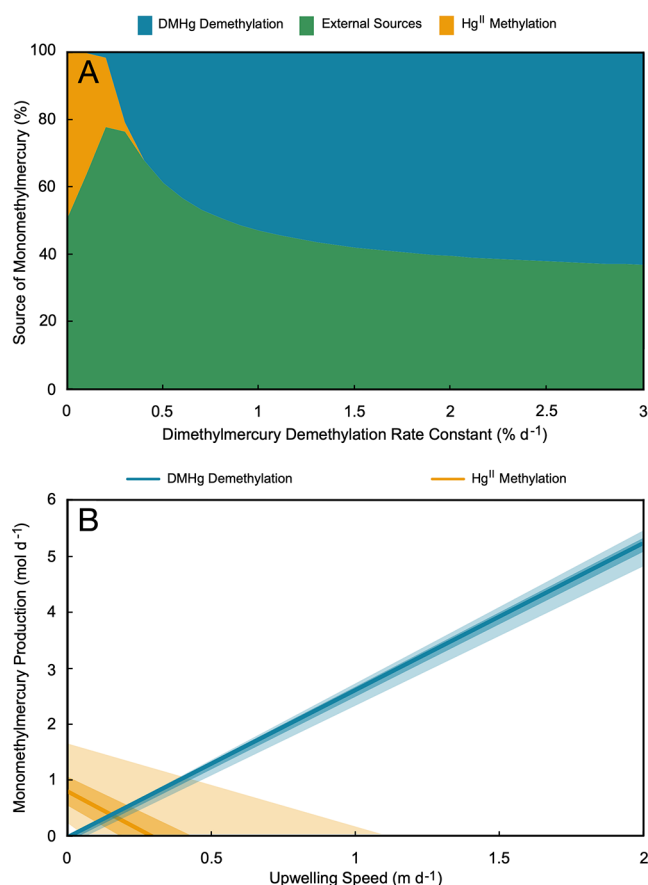 DMHg Demethylation External Sources Hg^II Methylation
A
100
80
60
40
20
0
Source of Monomethylmercury (%)
0 0.5 1 1.5 2 2.5 3
Dimethylmercury Demethylation Rate Constant (% d^-1)
DMHg Demethylation Hg^II Methylation
B
6
5
4
3
2
1
0
Monomethylmercury Production (mol d^-1)
0 0.5 1 1.5 2
Upwelling Speed (m d^-1)